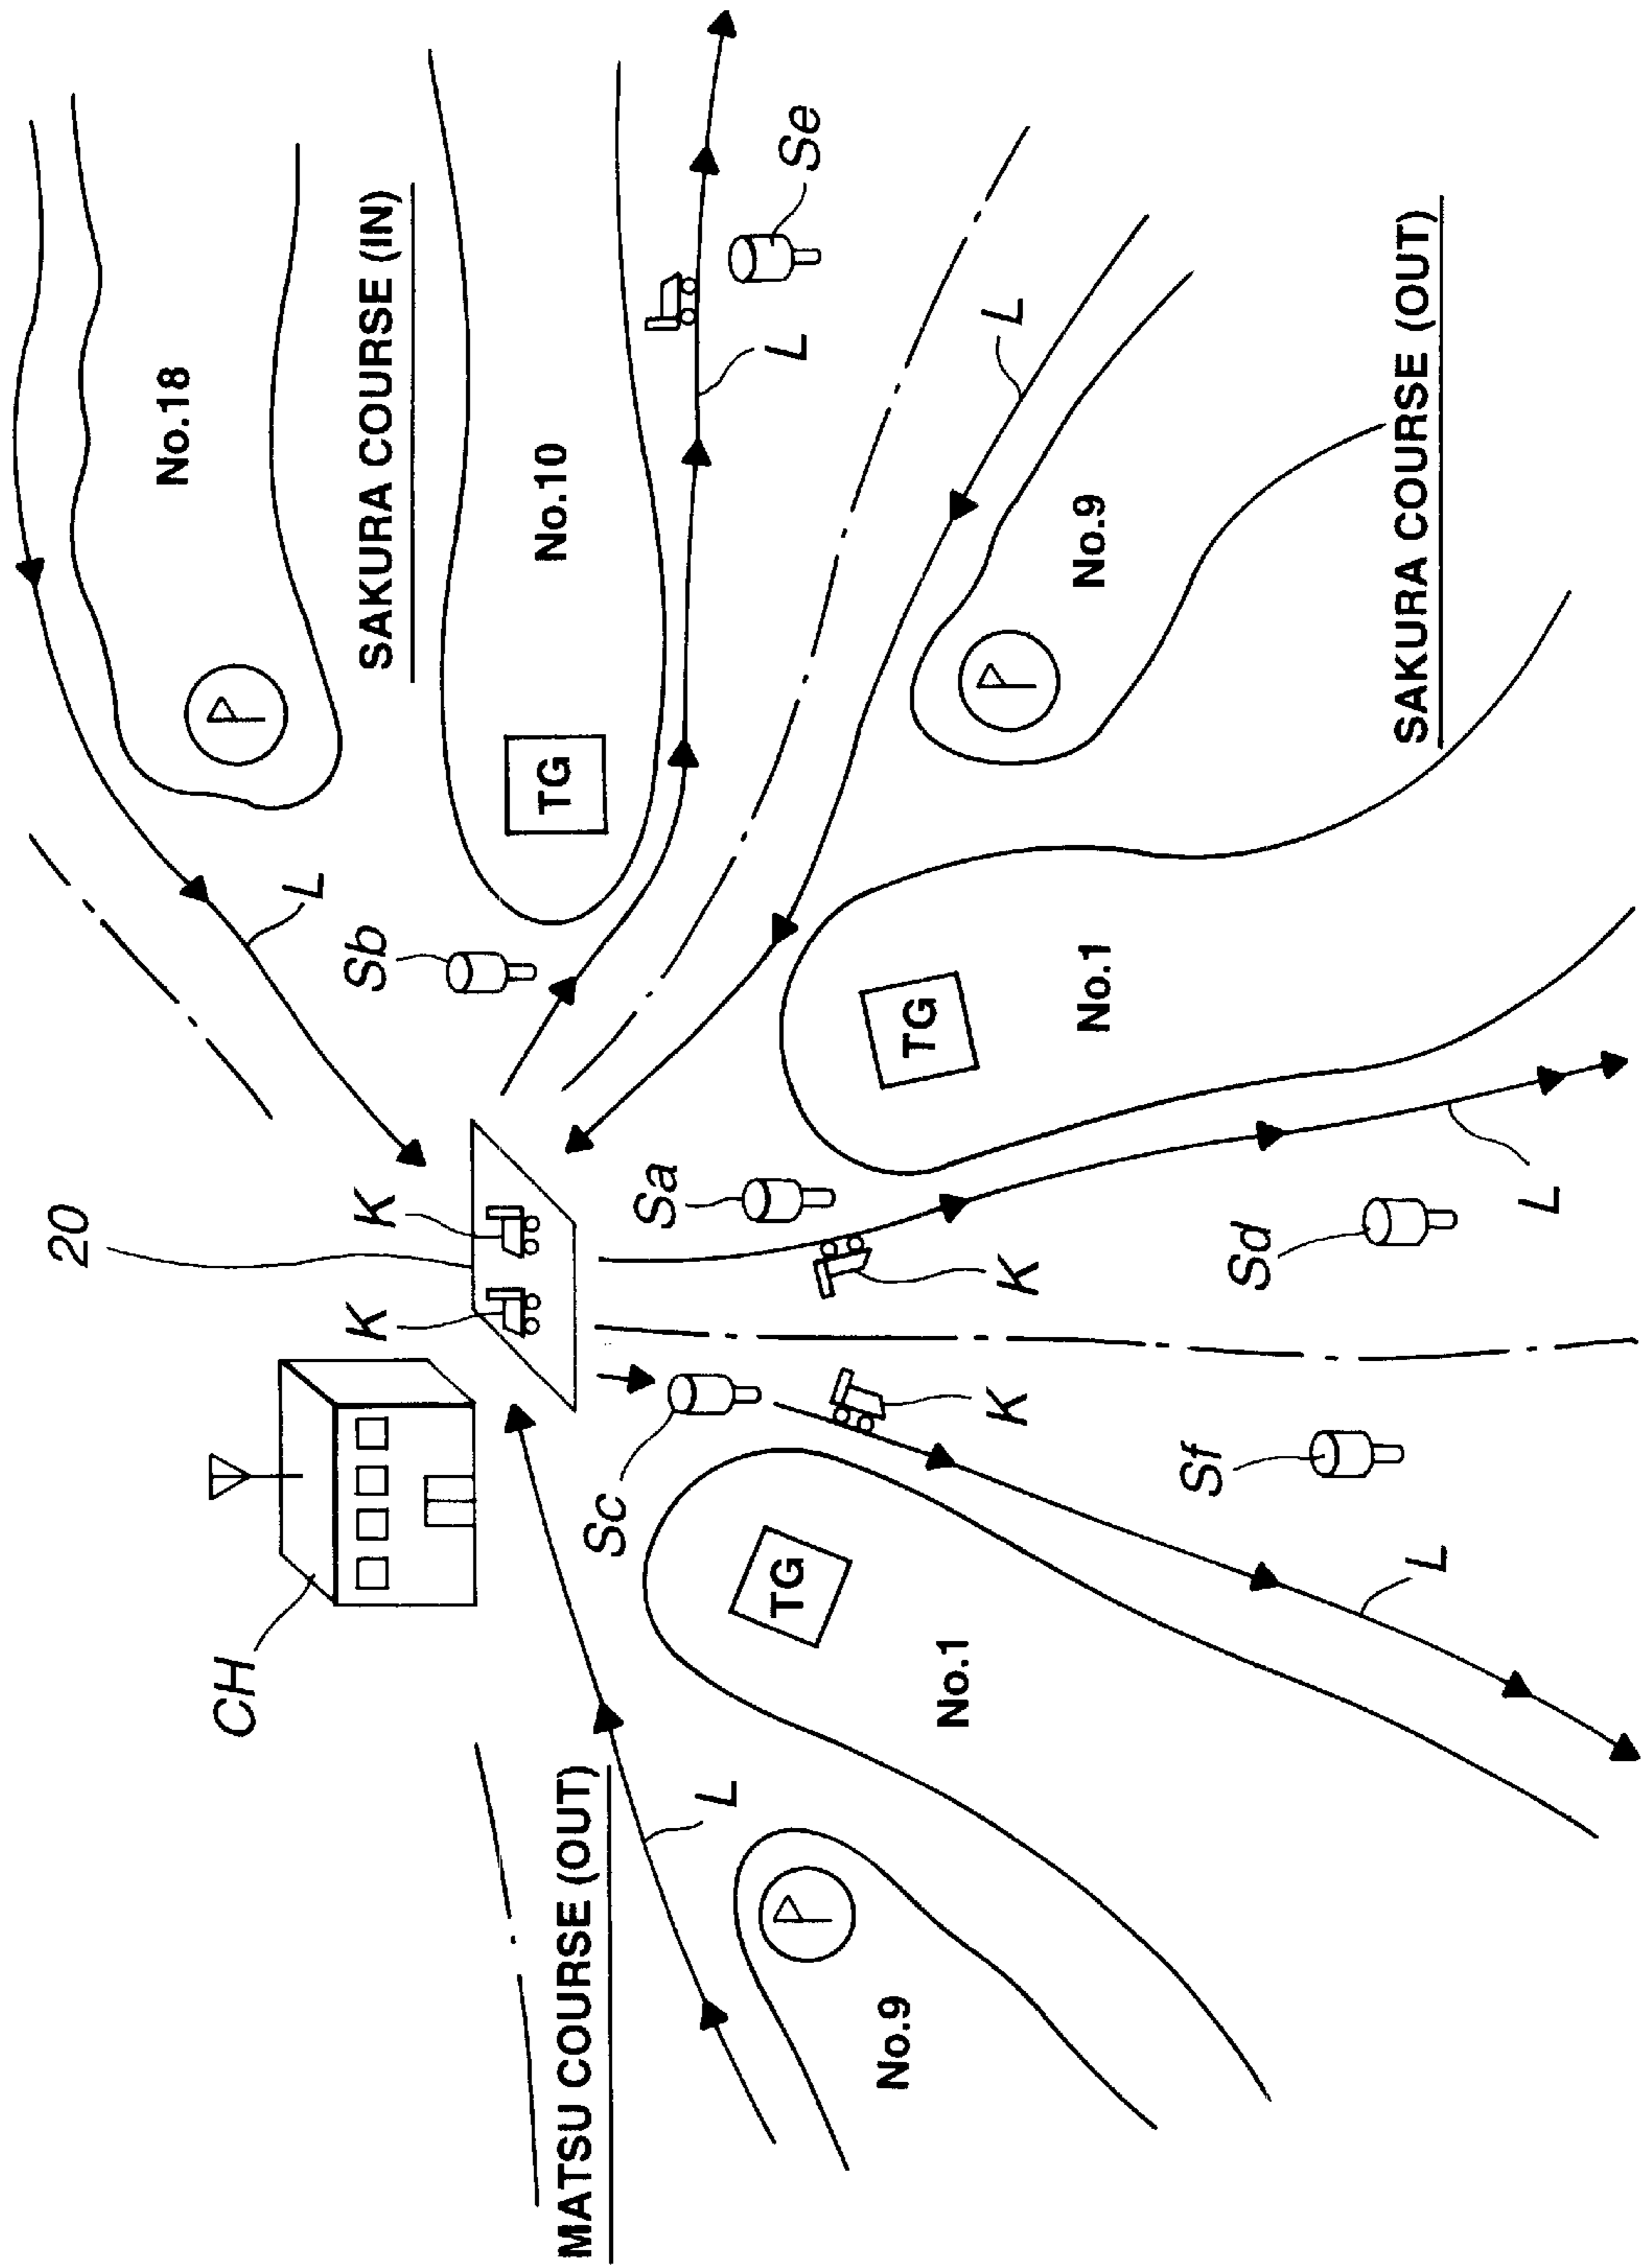 20
No.18
CH
L
K
K
Sb
SAKURA COURSE (IN)
MATSU COURSE (OUT)
TG
No.10
Sc
Sa
L
TG
L
Se
No.9
TG
No.1
K
K
L
No.1
No.9
Sf
Sd
SAKURA COURSE (OUT)
L
L